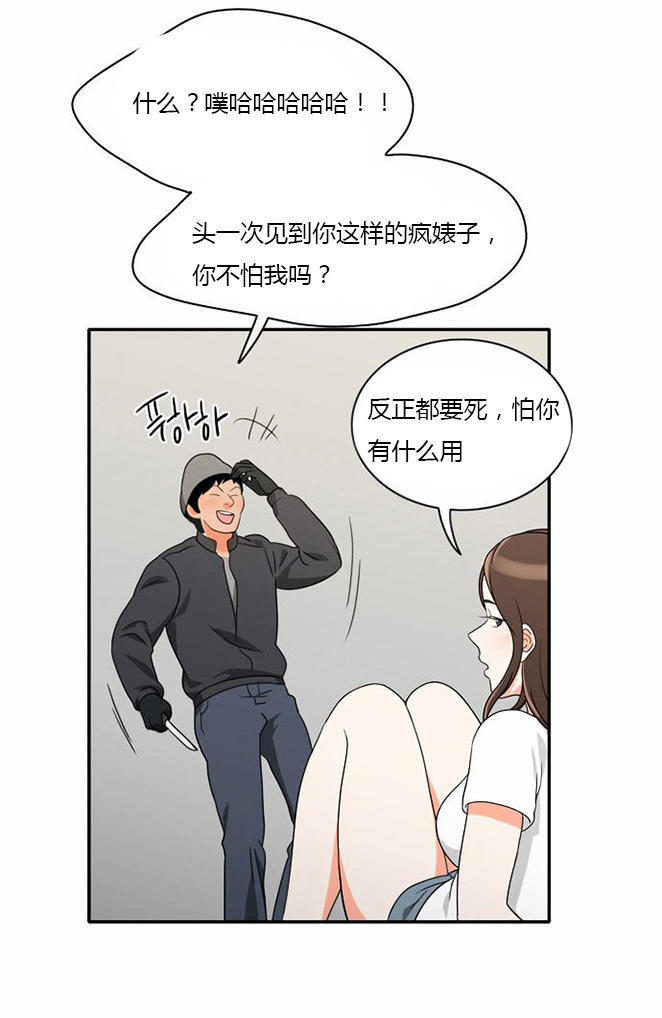 什么？噗哈哈哈哈哈！！
头一次见到你这样的疯婊子，
你不怕我吗？
푸하하
反正都要死，怕你
有什么用